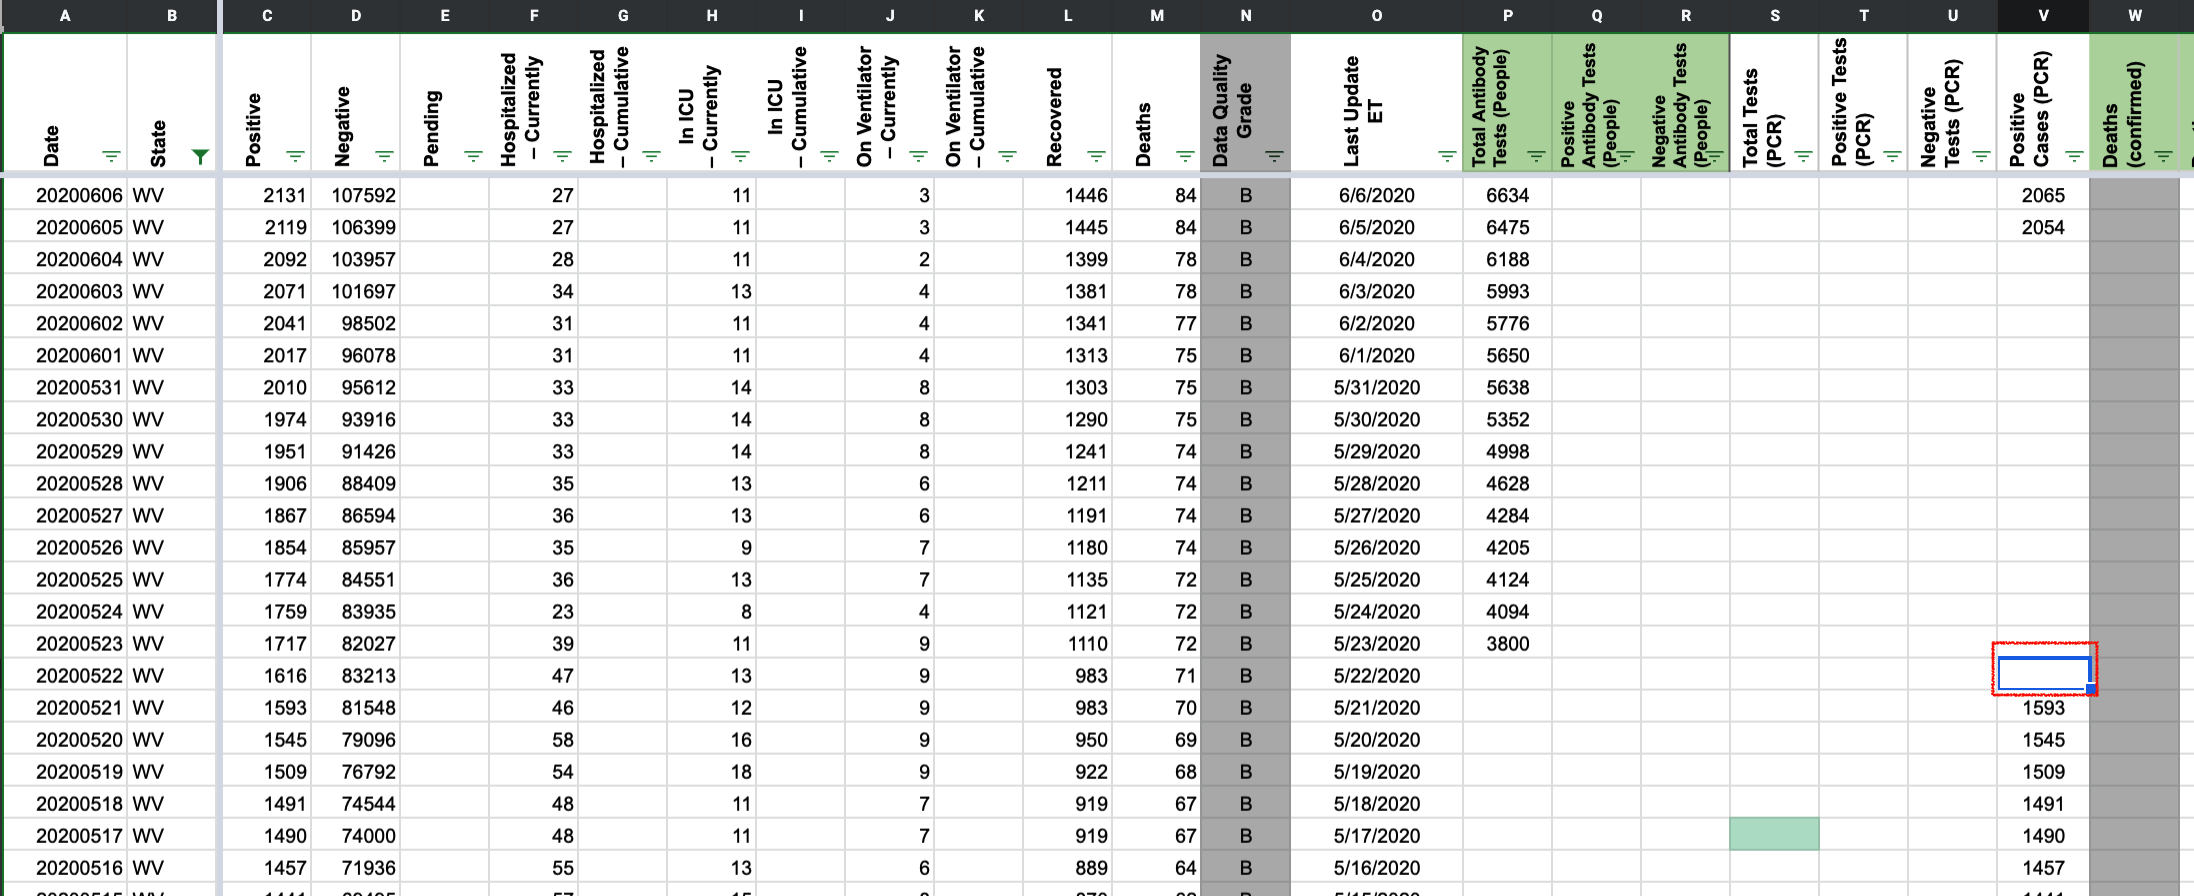 A B C D E F G H I J K L M N O P Q R S T U V W
Date State Positive Negative Pending Hospitalized – Currently Hospitalized – Cumulative In ICU – Currently In ICU – Cumulative On Ventilator – Currently On Ventilator – Cumulative Recovered Deaths Data Quality Grade Last Update ET Total Antibody Tests (People) Positive Antibody Tests (People) Negative Antibody Tests (People) Total Tests (PCR) Positive Tests (PCR) Negative Tests (PCR) Positive Cases (PCR) Deaths (confirmed)
20200606 WV 2131 107592 27 11 3 1446 84 B 6/6/2020 6634 2065
20200605 WV 2119 106399 27 11 3 1445 84 B 6/5/2020 6475 2054
20200604 WV 2092 103957 28 11 2 1399 78 B 6/4/2020 6188
20200603 WV 2071 101697 34 13 4 1381 78 B 6/3/2020 5993
20200602 WV 2041 98502 31 11 4 1341 77 B 6/2/2020 5776
20200601 WV 2017 96078 31 11 4 1313 75 B 6/1/2020 5650
20200531 WV 2010 95612 33 14 8 1303 75 B 5/31/2020 5638
20200530 WV 1974 93916 33 14 8 1290 75 B 5/30/2020 5352
20200529 WV 1951 91426 33 14 8 1241 74 B 5/29/2020 4998
20200528 WV 1906 88409 35 13 6 1211 74 B 5/28/2020 4628
20200527 WV 1867 86594 36 13 6 1191 74 B 5/27/2020 4284
20200526 WV 1854 85957 35 9 7 1180 74 B 5/26/2020 4205
20200525 WV 1774 84551 36 13 7 1135 72 B 5/25/2020 4124
20200524 WV 1759 83935 23 8 4 1121 72 B 5/24/2020 4094
20200523 WV 1717 82027 39 11 9 1110 72 B 5/23/2020 3800
20200522 WV 1616 83213 47 13 9 983 71 B 5/22/2020
20200521 WV 1593 81548 46 12 9 983 70 B 5/21/2020 1593
20200520 WV 1545 79096 58 16 9 950 69 B 5/20/2020 1545
20200519 WV 1509 76792 54 18 9 922 68 B 5/19/2020 1509
20200518 WV 1491 74544 48 11 7 919 67 B 5/18/2020 1491
20200517 WV 1490 74000 48 11 7 919 67 B 5/17/2020 1490
20200516 WV 1457 71936 55 13 6 889 64 B 5/16/2020 1457